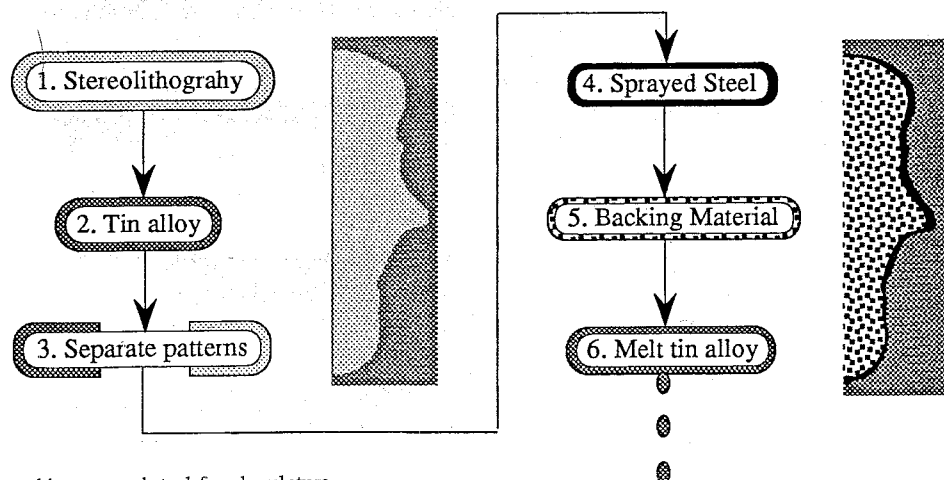 1. Stereolithograhy
2. Tin alloy
3. Separate patterns
4. Sprayed Steel
5. Backing Material
6. Melt tin alloy